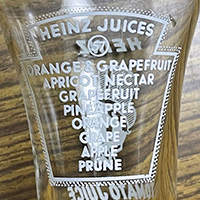 HEINZ JUICES
57
ORANGE & GRAPEFRUIT
APRICOT NECTAR
GRAPEFRUIT
PINEAPPLE
ORANGE
GRAPE
APPLE
PRUNE